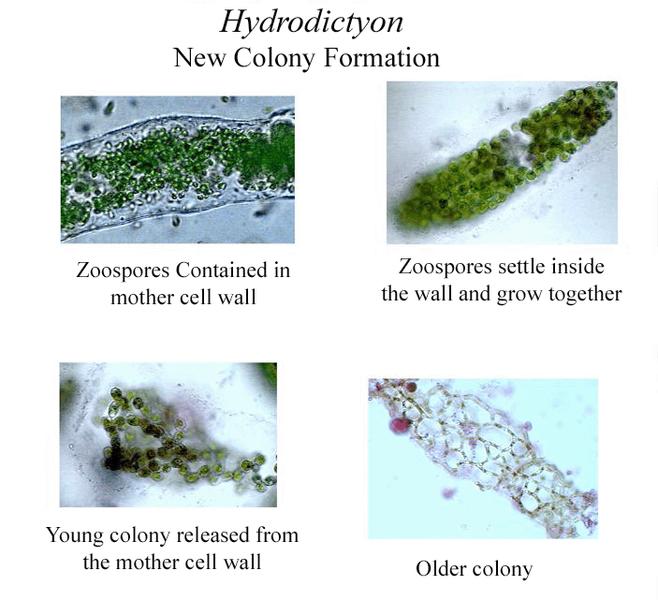 Hydrodictyon
New Colony Formation
Zoospores Contained in
mother cell wall
Zoospores settle inside
the wall and grow together
Young colony released from
the mother cell wall
Older colony